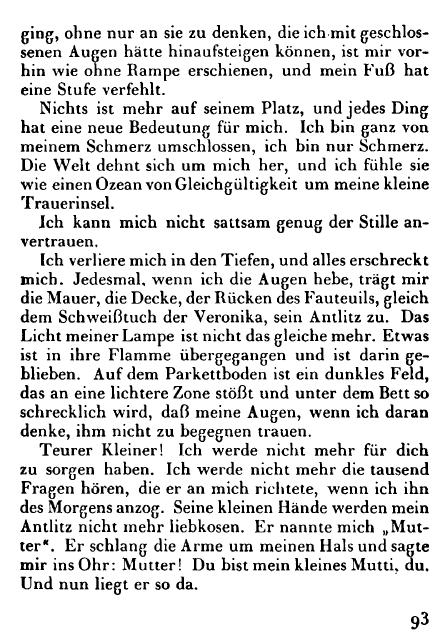 ging, ohne nur an sie zu denken, die ich mit geschlos-
senen Augen hätte hinaufsteigen können, ist mir vor-
hin wie ohne Rampe erschienen, und mein Fuß hat
eine Stufe verfehlt.
Nichts ist mehr auf seinem Platz, und jedes Ding
hat eine neue Bedeutung für mich. Ich bin ganz von
meinem Schmerz umschlossen, ich bin nur Schmerz.
Die Welt dehnt sich um mich her, und ich fühle sie
wie einen Ozean von Gleichgültigkeit um meine kleine
Trauerinsel.
Ich kann mich nicht sattsam genug der Stille an-
vertrauen.
Ich verliere mich in den Tiefen, und alles erschreckt
mich. Jedesmal, wenn ich die Augen hebe, trägt mir
die Mauer, die Decke, der Rücken des Fauteuils, gleich
dem Schweißtuch der Veronika, sein Antlitz zu. Das
Licht meiner Lampe ist nicht das gleiche mehr. Etwas
ist in ihre Flamme übergegangen und ist darin ge-
blieben. Auf dem Parkettboden ist ein dunkles Feld,
das an eine lichtere Zone stößt und unter dem Bett so
schrecklich wird, daß meine Augen, wenn ich daran
denke, ihm nicht zu begegnen trauen.
Teurer Kleiner! Ich werde nicht mehr für dich
zu sorgen haben. Ich werde nicht mehr die tausend
Fragen hören, die er an mich richtete, wenn ich ihn
des Morgens anzog. Seine kleinen Hände werden mein
Antlitz nicht mehr liebkosen. Er nannte mich „Mut-
ter“. Er schlang die Arme um meinen Hals und sagte
mir ins Ohr: Mutter! Du bist mein kleines Mutti, du.
Und nun liegt er so da.
93